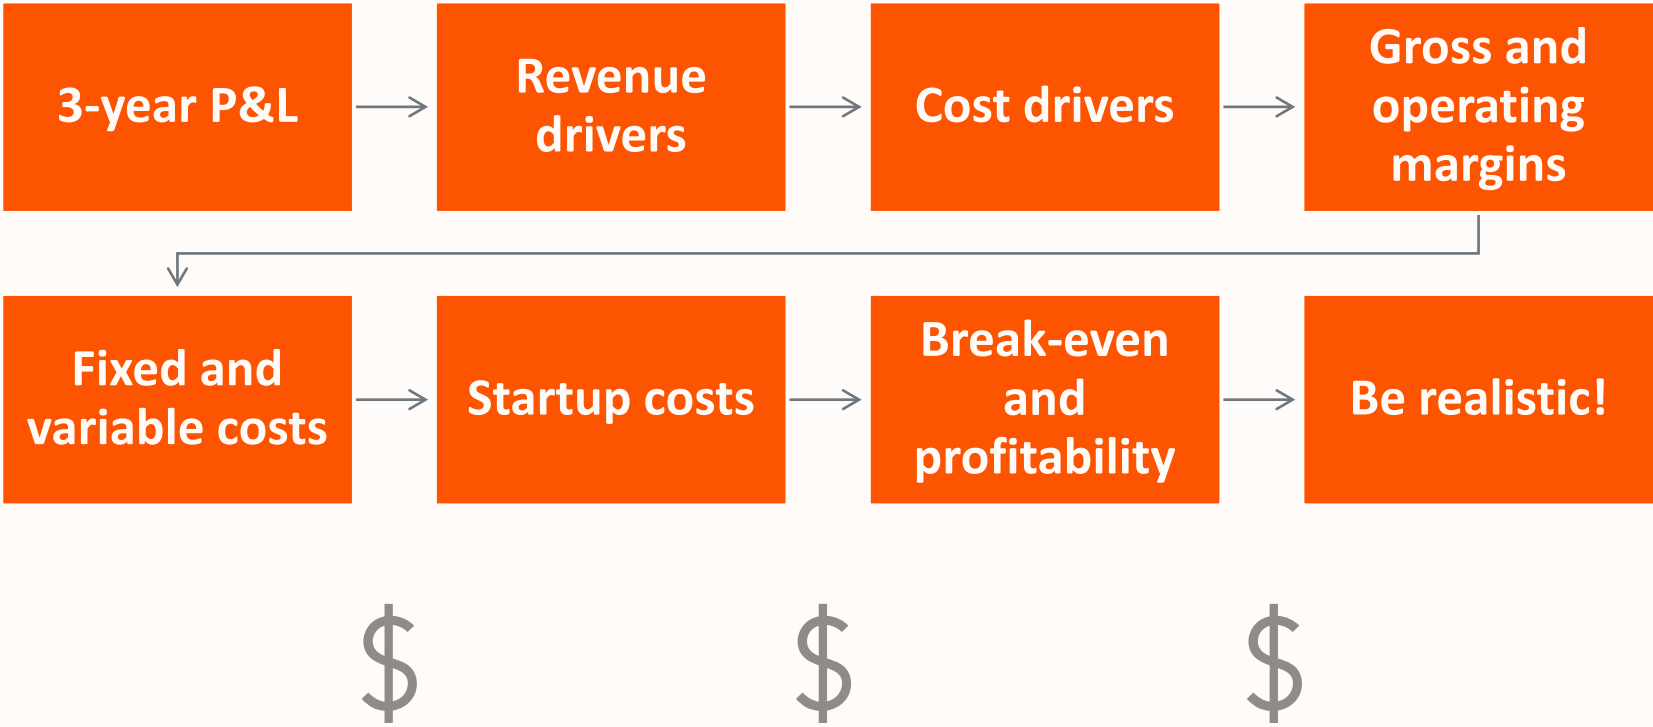 3-year P&L
Revenue
drivers
Cost drivers
Gross and
operating
margins
Fixed and
variable costs
Startup costs
Break-even
and
profitability
Be realistic!
$ $ $